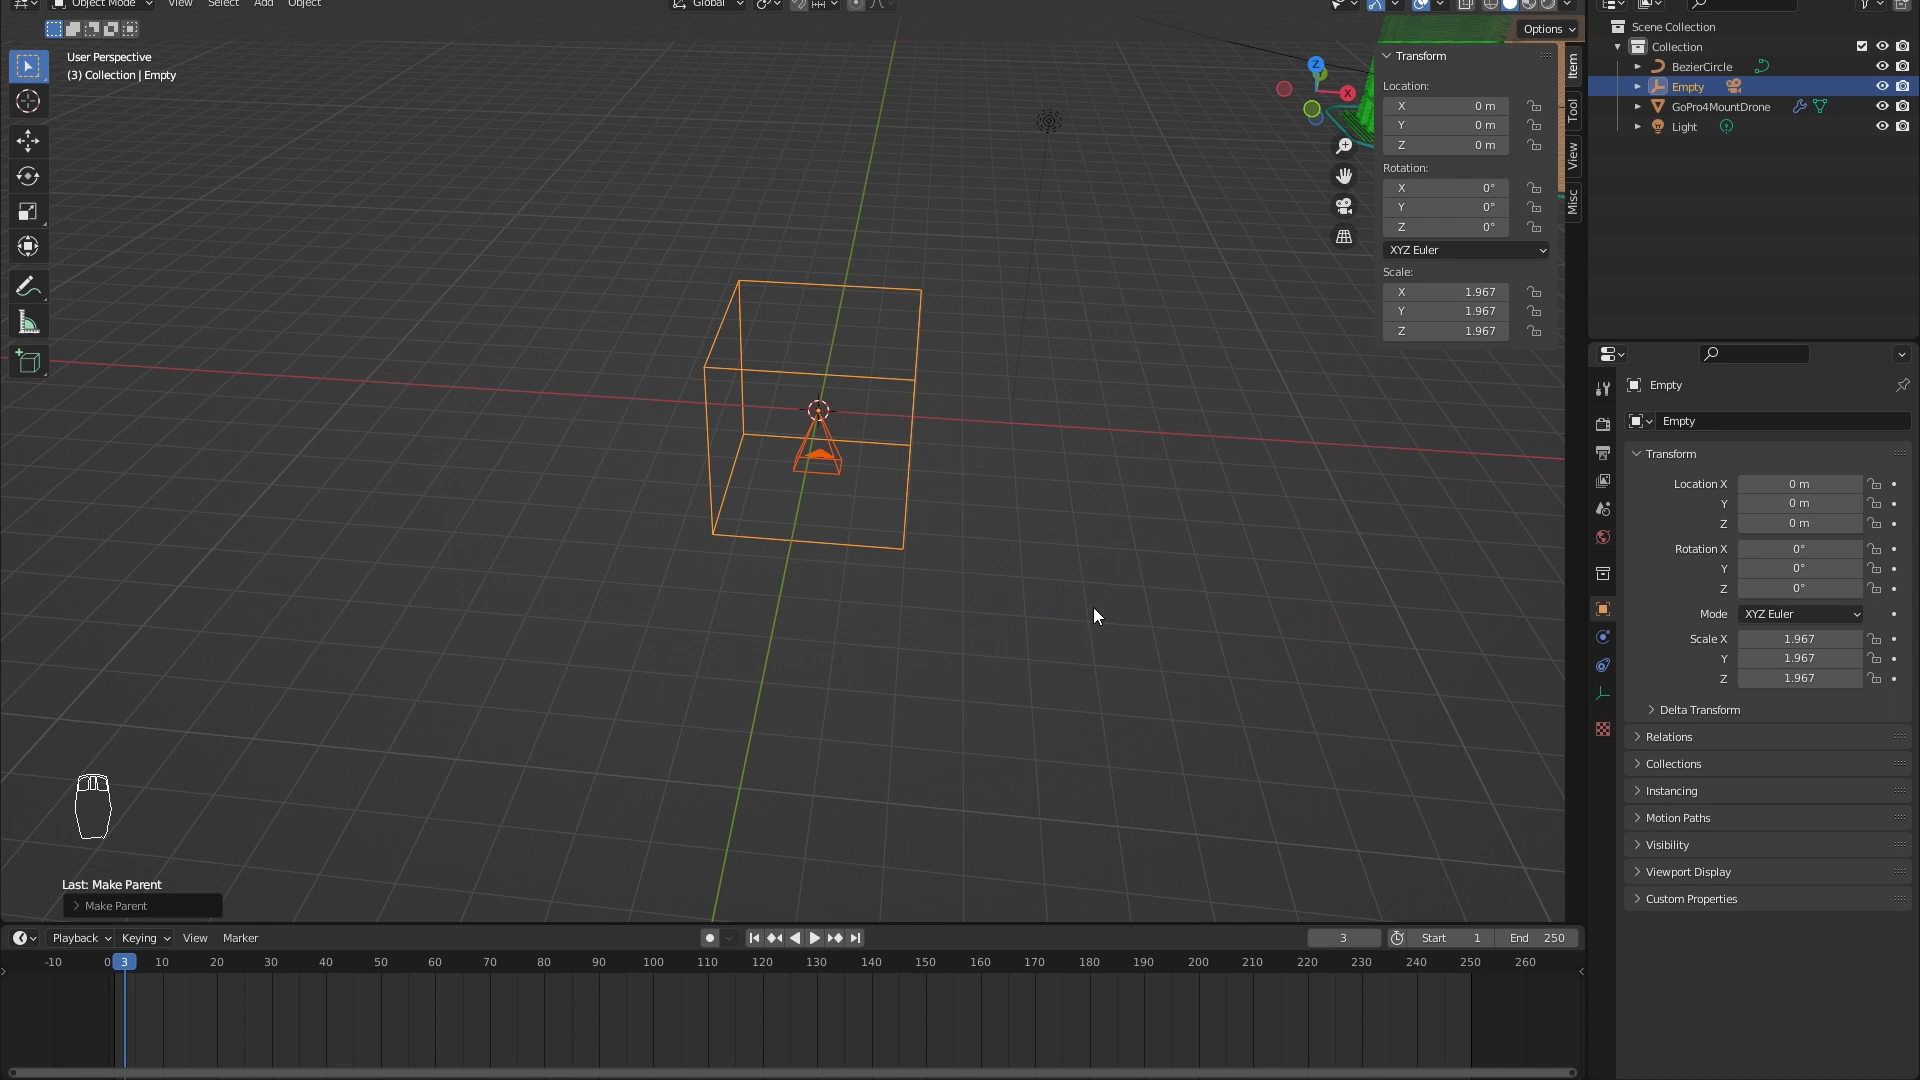 Object Mode View Select Add Object Global
Options
User Perspective
(3) Collection | Empty
Z
X
Transform
Location:
X 0 m
Y 0 m
Z 0 m
Rotation:
X 0°
Y 0°
Z 0°
XYZ Euler
Scale:
X 1.967
Y 1.967
Z 1.967
Item
Tool
View
Misc
Last: Make Parent
Make Parent
Scene Collection
Collection
BezierCircle
Empty
GoPro4MountDrone
Light
Empty
Empty
Transform
Location X 0 m
Y 0 m
Z 0 m
Rotation X 0°
Y 0°
Z 0°
Mode XYZ Euler
Scale X 1.967
Y 1.967
Z 1.967
Delta Transform
Relations
Collections
Instancing
Motion Paths
Visibility
Viewport Display
Custom Properties
Playback Keying View Marker 3 Start 1 End 250
-10 0 3 10 20 30 40 50 60 70 80 90 100 110 120 130 140 150 160 170 180 190 200 210 220 230 240 250 260